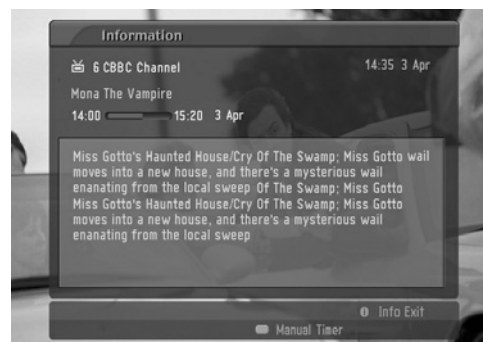 Information
6 CBBC Channel 14:35 3 Apr
Mona The Vampire
14:00 15:20 3 Apr
Miss Gotto's Haunted House/Cry Of The Swamp; Miss Gotto wail
moves into a new house, and there's a mysterious wail
enanating from the local sweep Of The Swamp; Miss Gotto
Miss Gotto's Haunted House/Cry Of The Swamp; Miss Gotto
moves into a new house, and there's a mysterious wail
enanating from the local sweep
i Info Exit
Manual Timer